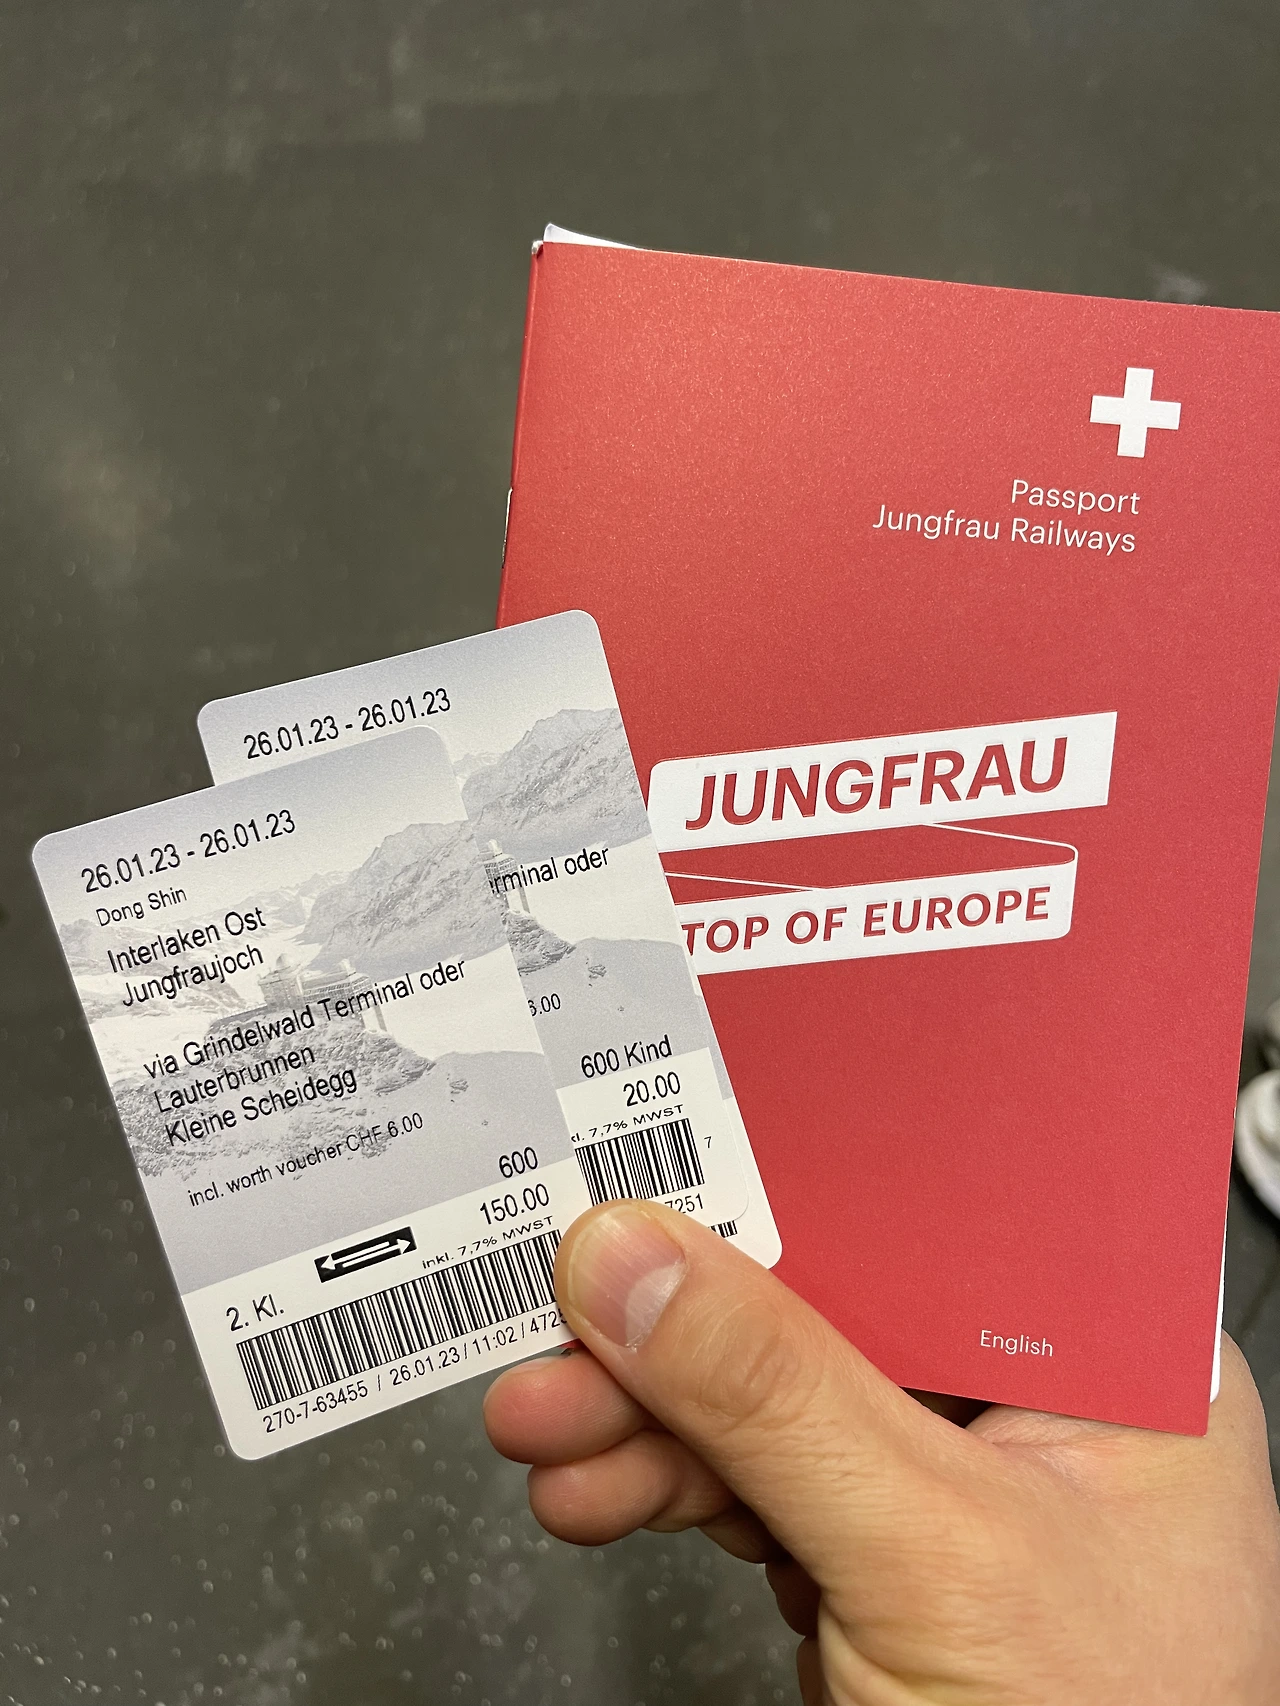 Passport
Jungfrau Railways
JUNGFRAU
TOP OF EUROPE
English
26.01.23 - 26.01.23
Terminal oder
6.00
600 Kind
20.00
7,7% MWST
7
7251
26.01.23 - 26.01.23
Dong Shin
Interlaken Ost
Jungfraujoch
via Grindelwald Terminal oder
Lauterbrunnen
Kleine Scheidegg
incl. worth voucher CHF 6.00
600
150.00
inkl. 7,7% MWST
2. Kl.
270-7-63455 / 26.01.23 / 11:02 / 4725